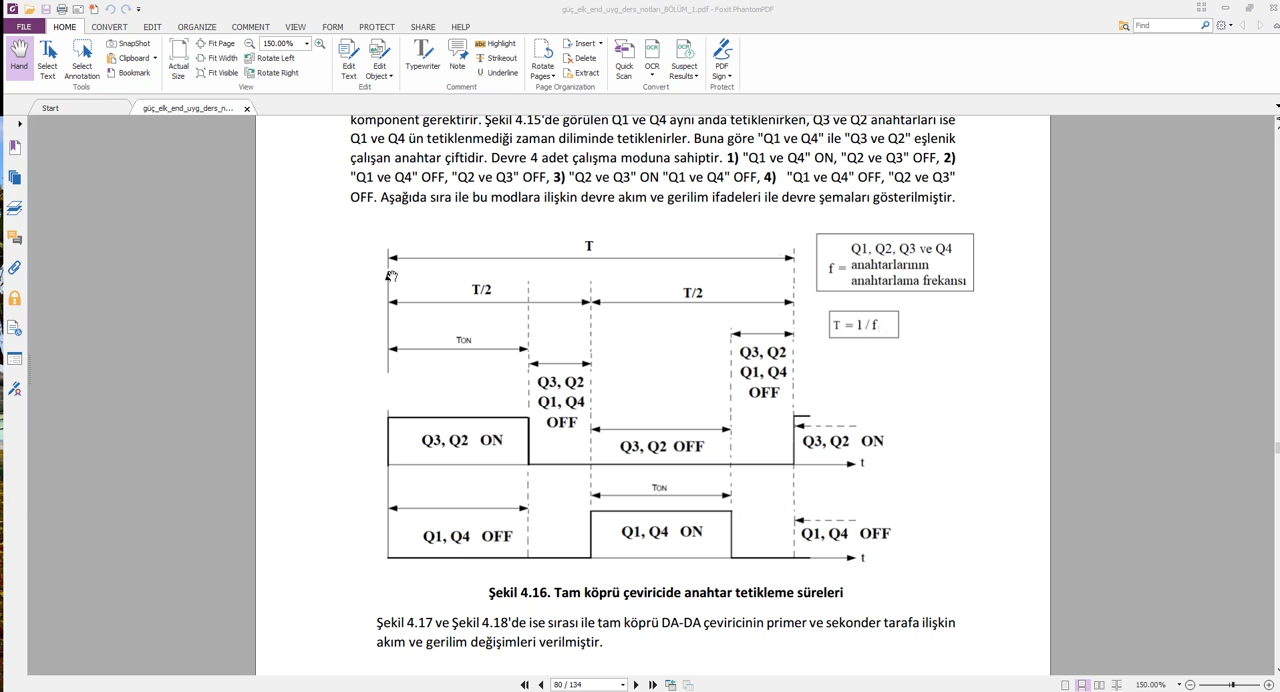 güç_elk_end_uyg_ders_notları_BÖLÜM_1.pdf - Foxit PhantomPDF
FILE HOME CONVERT EDIT ORGANIZE COMMENT VIEW FORM PROTECT SHARE HELP
Find
Hand
Select Text
Select Annotation
SnapShot
Clipboard
Bookmark
Tools
Actual Size
Fit Page
Fit Width
Fit Visible
150.00%
Rotate Left
Rotate Right
View
Edit Text
Edit Object
Edit
Typewriter
Note
Highlight
Strikeout
Underline
Comment
Rotate Pages
Insert
Delete
Extract
Page Organization
Quick Scan
OCR
Suspect Results
Convert
PDF Sign
Protect
Start
güç_elk_end_uyg_ders_n...
komponent gerektirir. Şekil 4.15'de görülen Q1 ve Q4 aynı anda tetiklenirken, Q3 ve Q2 anahtarları ise
Q1 ve Q4 ün tetiklenmediği zaman diliminde tetiklenirler. Buna göre "Q1 ve Q4" ile "Q3 ve Q2" eşlenik
çalışan anahtar çiftidir. Devre 4 adet çalışma moduna sahiptir. 1) "Q1 ve Q4" ON, "Q2 ve Q3" OFF, 2)
"Q1 ve Q4" OFF, "Q2 ve Q3" OFF, 3) "Q2 ve Q3" ON "Q1 ve Q4" OFF, 4) "Q1 ve Q4" OFF, "Q2 ve Q3"
OFF. Aşağıda sıra ile bu modlara ilişkin devre akım ve gerilim ifadeleri ile devre şemaları gösterilmiştir.
T
Q1, Q2, Q3 ve Q4
f = anahtarlarının
anahtarlama frekansı
T/2 T/2
T = 1 / f
TON
Q3, Q2
Q1, Q4
OFF
Q3, Q2
Q1, Q4
OFF
Q3, Q2 ON
Q3, Q2 OFF
Q3, Q2 ON
t
TON
Q1, Q4 OFF
Q1, Q4 ON
Q1, Q4 OFF
t
Şekil 4.16. Tam köprü çeviricide anahtar tetikleme süreleri
Şekil 4.17 ve Şekil 4.18'de ise sırası ile tam köprü DA-DA çeviricinin primer ve sekonder tarafa ilişkin
akım ve gerilim değişimleri verilmiştir.
80 / 134
150.00%